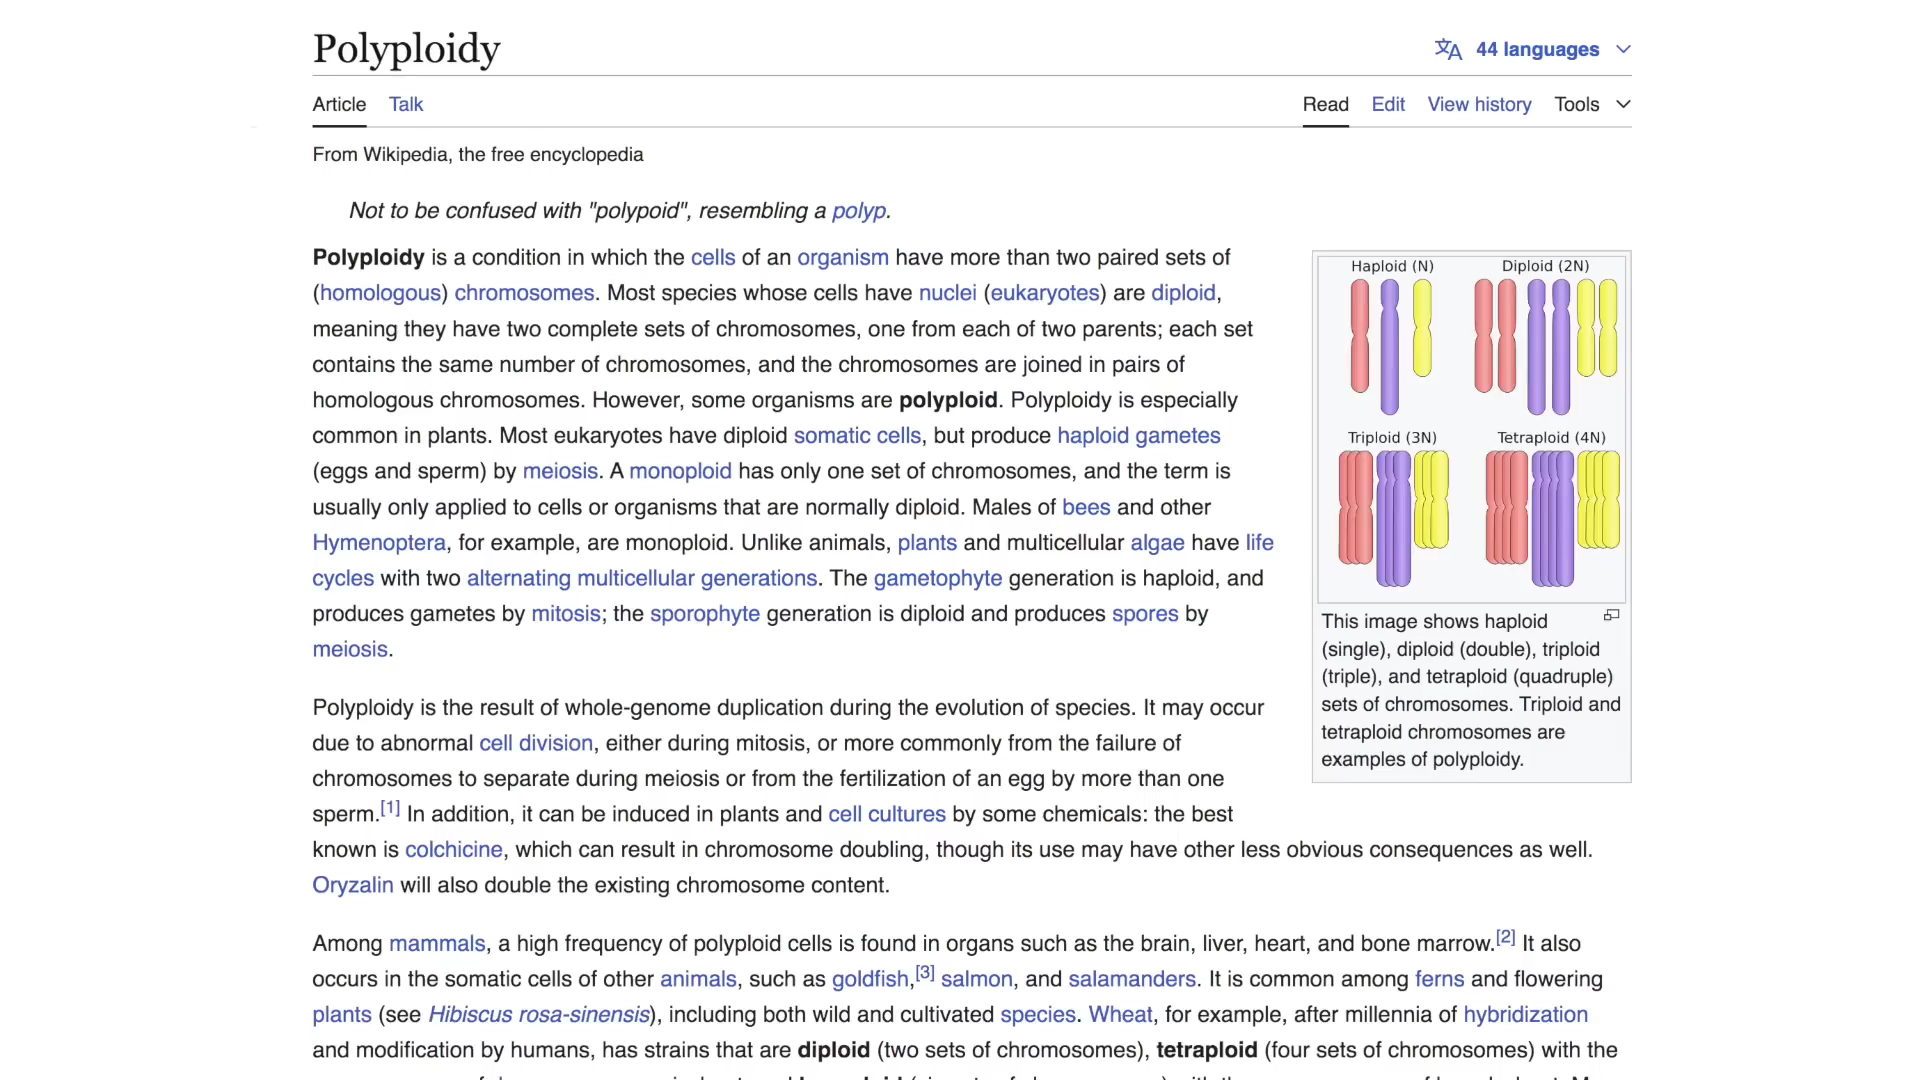 Polyploidy
44 languages
Article Talk
Read Edit View history Tools
From Wikipedia, the free encyclopedia
Not to be confused with "polypoid", resembling a polyp.
Polyploidy is a condition in which the cells of an organism have more than two paired sets of
(homologous) chromosomes. Most species whose cells have nuclei (eukaryotes) are diploid,
meaning they have two complete sets of chromosomes, one from each of two parents; each set
contains the same number of chromosomes, and the chromosomes are joined in pairs of
homologous chromosomes. However, some organisms are polyploid. Polyploidy is especially
common in plants. Most eukaryotes have diploid somatic cells, but produce haploid gametes
(eggs and sperm) by meiosis. A monoploid has only one set of chromosomes, and the term is
usually only applied to cells or organisms that are normally diploid. Males of bees and other
Hymenoptera, for example, are monoploid. Unlike animals, plants and multicellular algae have life
cycles with two alternating multicellular generations. The gametophyte generation is haploid, and
produces gametes by mitosis; the sporophyte generation is diploid and produces spores by
meiosis.
Haploid (N) Diploid (2N)
Triploid (3N) Tetraploid (4N)
This image shows haploid
(single), diploid (double), triploid
(triple), and tetraploid (quadruple)
sets of chromosomes. Triploid and
tetraploid chromosomes are
examples of polyploidy.
Polyploidy is the result of whole-genome duplication during the evolution of species. It may occur
due to abnormal cell division, either during mitosis, or more commonly from the failure of
chromosomes to separate during meiosis or from the fertilization of an egg by more than one
sperm.[1] In addition, it can be induced in plants and cell cultures by some chemicals: the best
known is colchicine, which can result in chromosome doubling, though its use may have other less obvious consequences as well.
Oryzalin will also double the existing chromosome content.
Among mammals, a high frequency of polyploid cells is found in organs such as the brain, liver, heart, and bone marrow.[2] It also
occurs in the somatic cells of other animals, such as goldfish,[3] salmon, and salamanders. It is common among ferns and flowering
plants (see Hibiscus rosa-sinensis), including both wild and cultivated species. Wheat, for example, after millennia of hybridization
and modification by humans, has strains that are diploid (two sets of chromosomes), tetraploid (four sets of chromosomes) with the